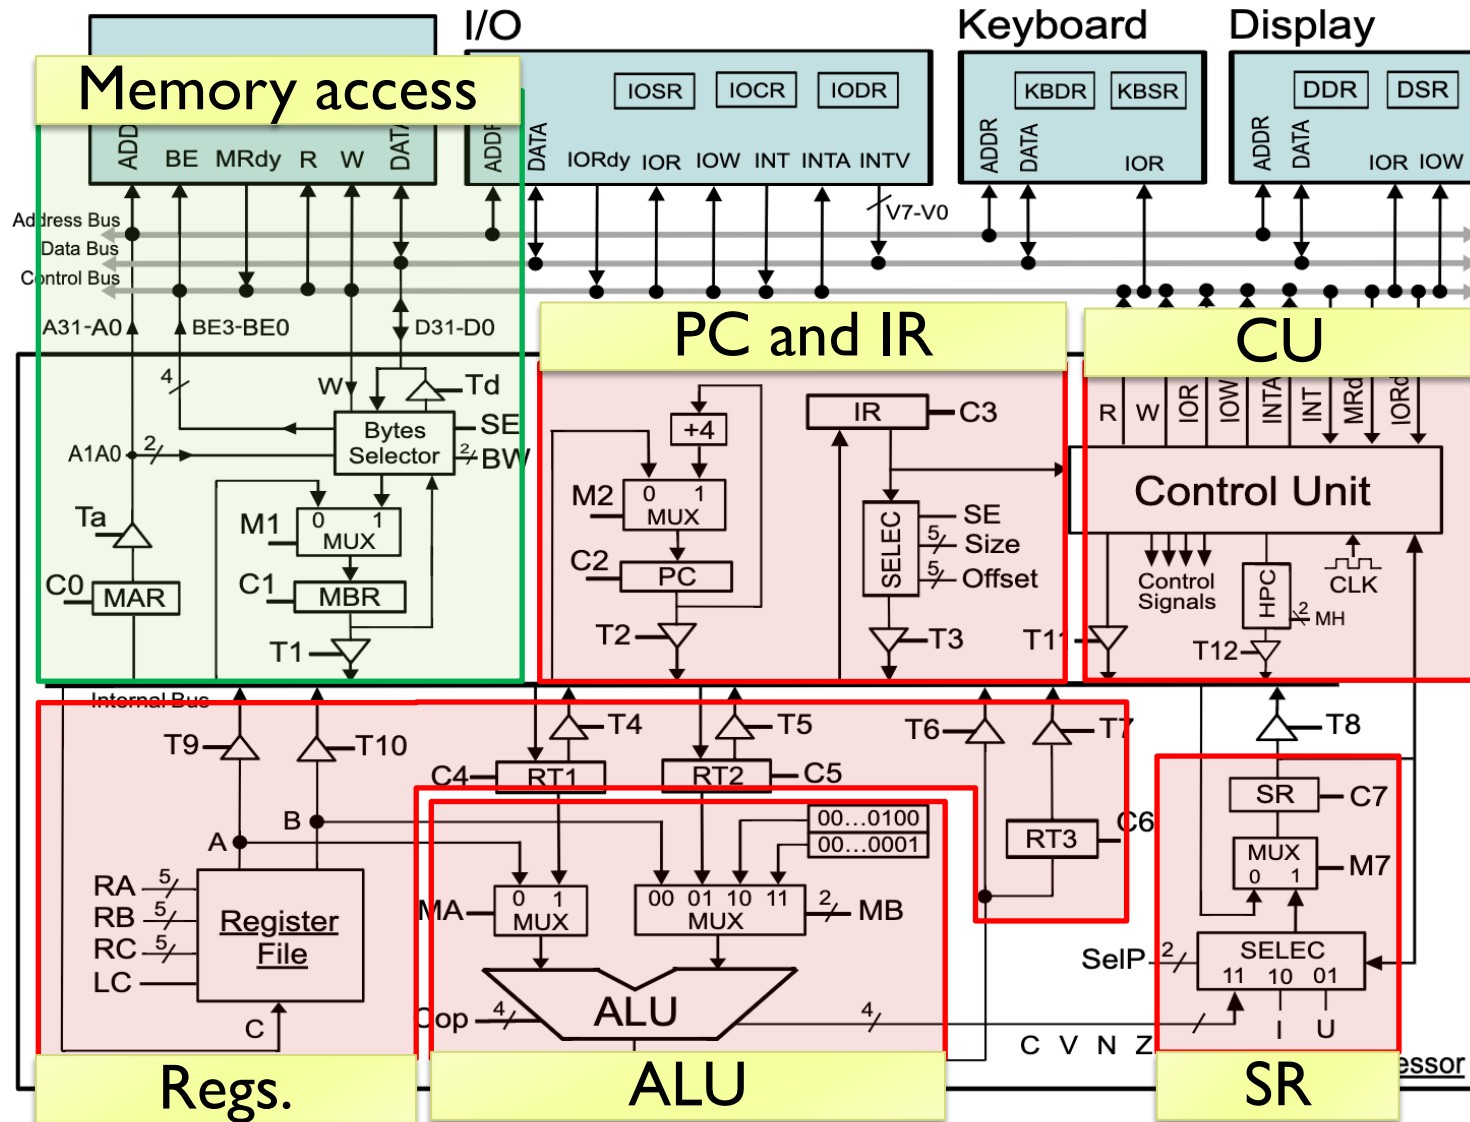 I/O
Keyboard
Display
Memory access
IOSR IOCR IODR
KBDR KBSR
DDR DSR
BE MRdy R W DATA
ADDR DATA IORdy IOR IOW INT INTA INTV
ADDR DATA IOR
ADDR DATA IOR IOW
V7-V0
Address Bus
Data Bus
Control Bus
A31-A0 BE3-BE0 D31-D0
PC and IR
CU
4
W
Td
SE
Bytes
Selector
2
BW
A1A0
2
Ta
M1
0 1
MUX
C0
MAR
C1
MBR
T1
+4
M2
0 1
MUX
C2
PC
T2
IR
C3
SELEC
SE
5
Size
5
Offset
T3
R W IOR IOW INTA INT MRd IORd
Control Unit
Control
Signals
HPC
CLK
2
MH
T11
T12
Internal Bus
T9
T10
T4
T5
T6
T7
T8
C4
RT1
RT2
C5
00...0100
00...0001
RT3
C6
SR
C7
MUX
0 1
M7
A
B
RA
5
RB
5
RC
5
LC
Register
File
C
MA
0 1
MUX
00 01 10 11
MUX
2
MB
ALU
op
4
4
C V N Z
SelP
2
SELEC
11 10 01
I U
essor
Regs.
ALU
SR